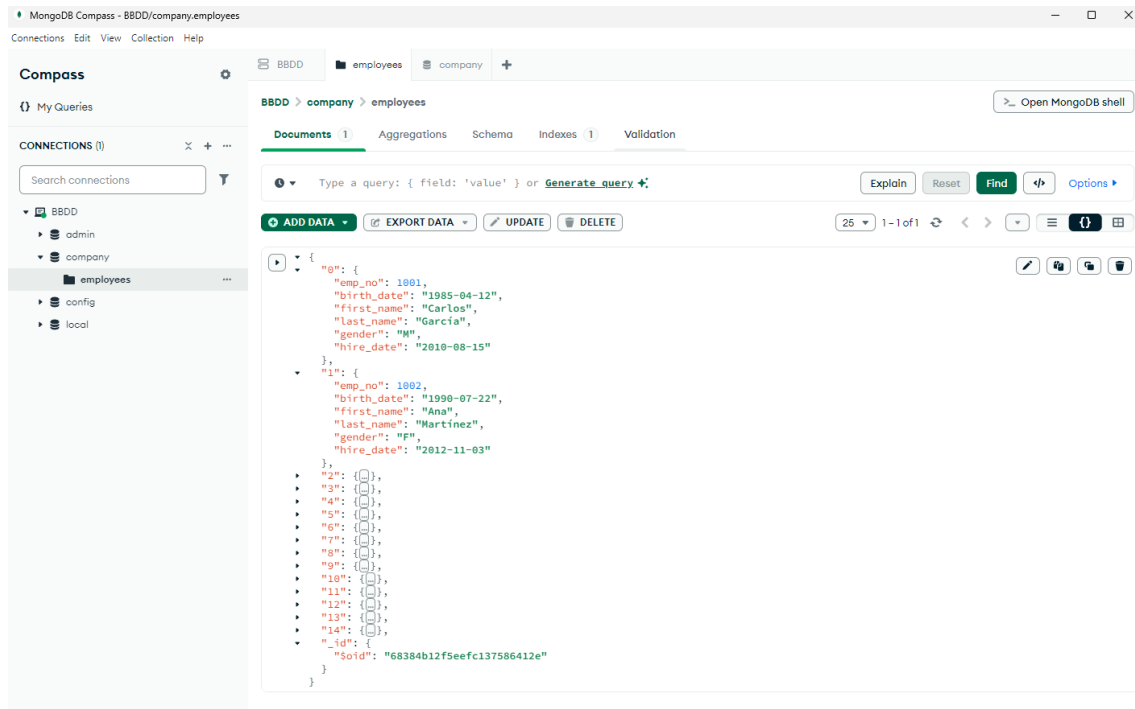 MongoDB Compass - BBDD/company.employees
Connections Edit View Collection Help
Compass
{} My Queries
CONNECTIONS (1)
Search connections
BBDD
admin
company
employees
config
local
BBDD employees company
BBDD > company > employees
>_ Open MongoDB shell
Documents 1 Aggregations Schema Indexes 1 Validation
Type a query: { field: 'value' } or Generate query
Explain Reset Find </> Options
ADD DATA EXPORT DATA UPDATE DELETE
25 1–1 of 1 {}
{
"0": {
"emp_no": 1001,
"birth_date": "1985-04-12",
"first_name": "Carlos",
"last_name": "García",
"gender": "M",
"hire_date": "2010-08-15"
},
"1": {
"emp_no": 1002,
"birth_date": "1990-07-22",
"first_name": "Ana",
"last_name": "Martínez",
"gender": "F",
"hire_date": "2012-11-03"
},
"2": {…},
"3": {…},
"4": {…},
"5": {…},
"6": {…},
"7": {…},
"8": {…},
"9": {…},
"10": {…},
"11": {…},
"12": {…},
"13": {…},
"14": {…},
"_id": {
"$oid": "68384b12f5eefc137586412e"
}
}